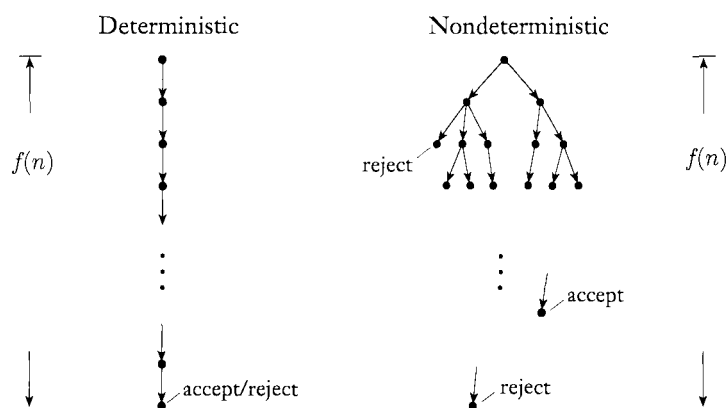 Deterministic
Nondeterministic
f(n)
reject
f(n)
accept
accept/reject
reject